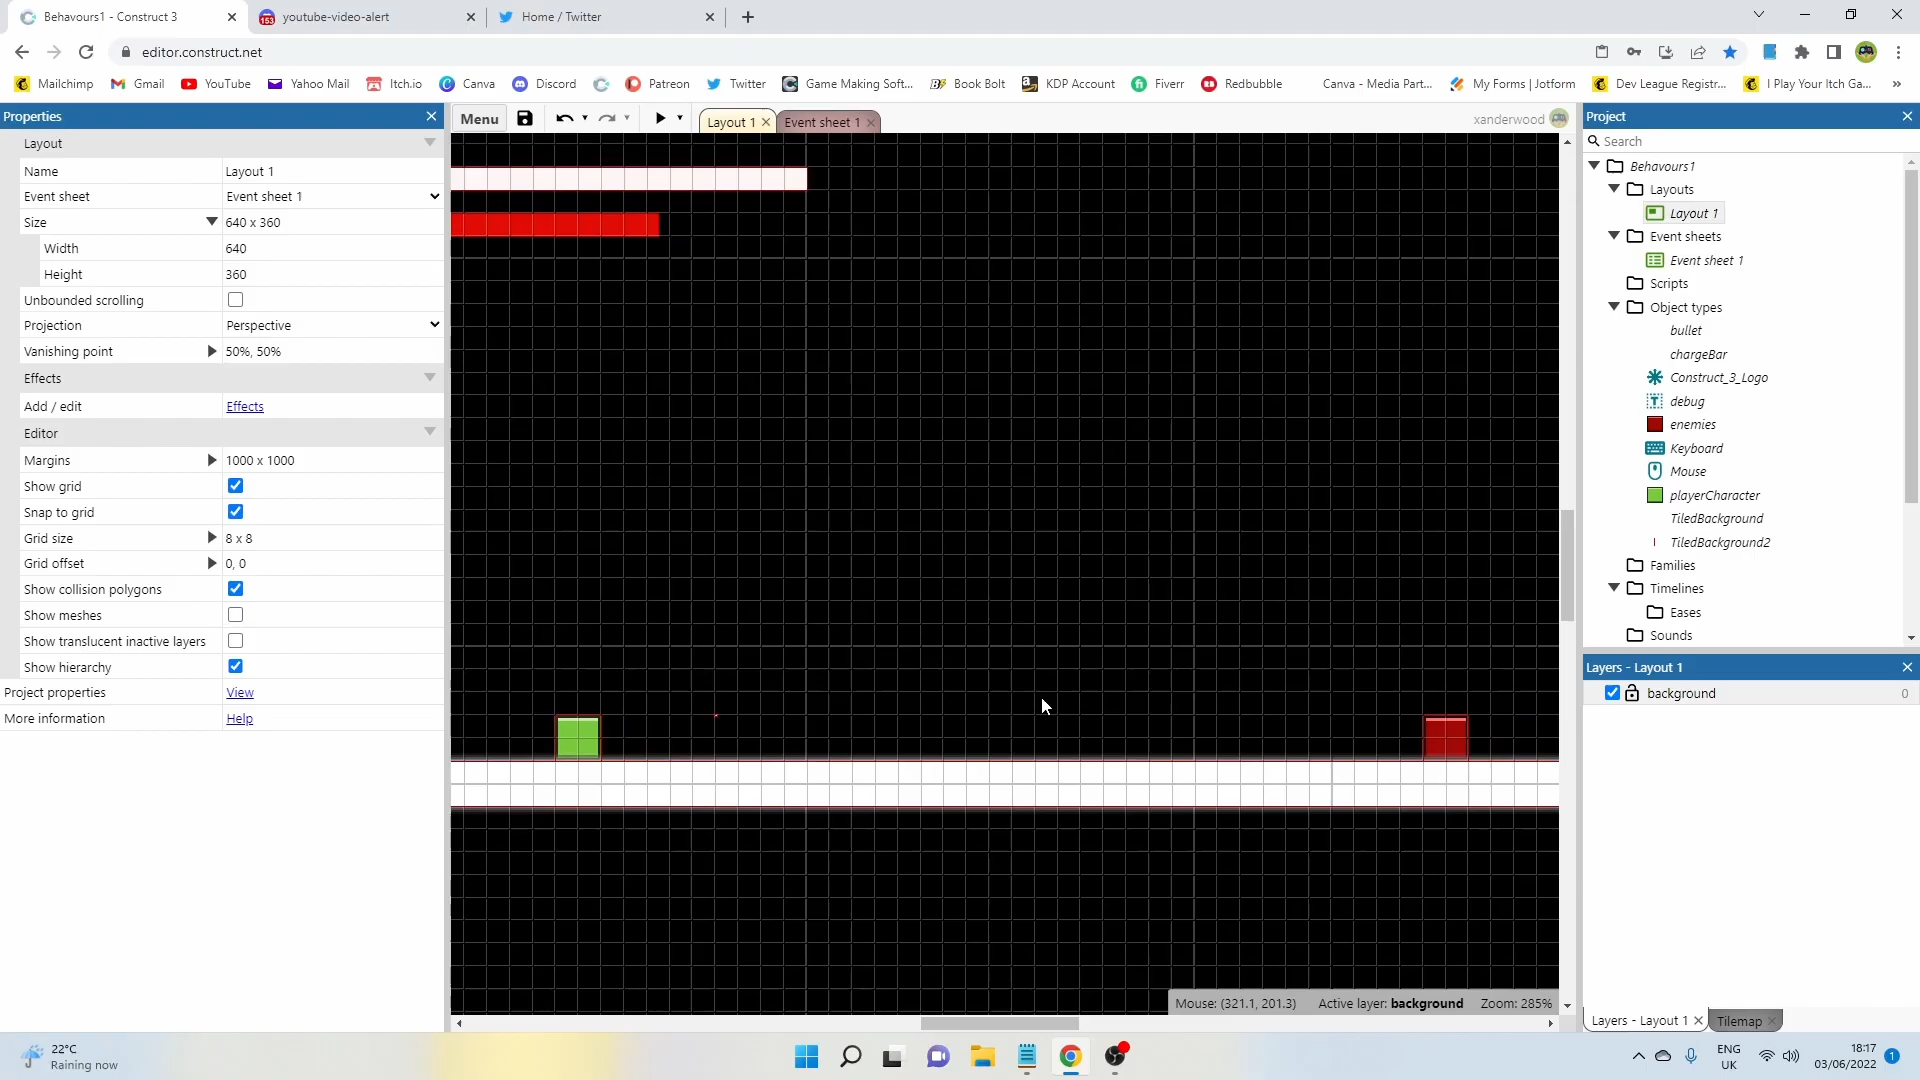 Behavours1 - Construct 3
youtube-video-alert
Home / Twitter
editor.construct.net
Mailchimp Gmail YouTube Yahoo Mail Itch.io Canva Discord Patreon Twitter Game Making Soft... Book Bolt KDP Account Fiverr Redbubble Canva - Media Part... My Forms | Jotform Dev League Registr... I Play Your Itch Ga... »
Properties
Layout
Name Layout 1
Event sheet Event sheet 1
Size 640 x 360
Width 640
Height 360
Unbounded scrolling
Projection Perspective
Vanishing point 50%, 50%
Effects
Add / edit Effects
Editor
Margins 1000 x 1000
Show grid
Snap to grid
Grid size 8 x 8
Grid offset 0, 0
Show collision polygons
Show meshes
Show translucent inactive layers
Show hierarchy
Project properties View
More information Help
Menu
Layout 1
Event sheet 1
xanderwood
Mouse: (321.1, 201.3) Active layer: background Zoom: 285%
Project
Search
Behavours1
Layouts
Layout 1
Event sheets
Event sheet 1
Scripts
Object types
bullet
chargeBar
Construct_3_Logo
debug
enemies
Keyboard
Mouse
playerCharacter
TiledBackground
TiledBackground2
Families
Timelines
Eases
Sounds
Layers - Layout 1
background 0
Layers - Layout 1
Tilemap
22°C
Raining now
ENG
UK
18:17
03/06/2022
1